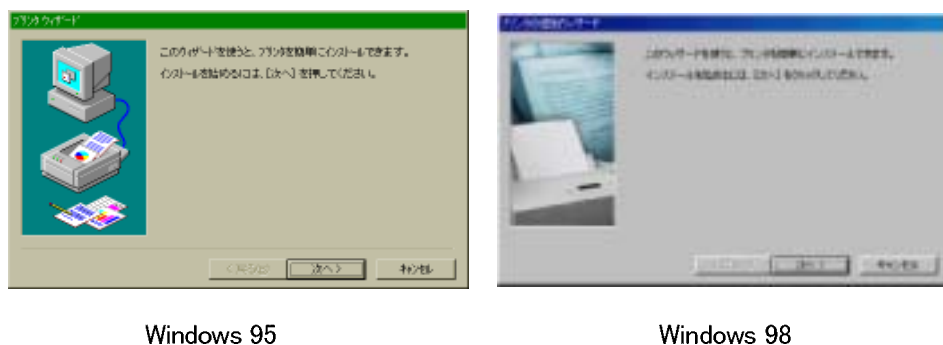 プリンタ ウィザード
このウィザードを使うと、プリンタを簡単にインストールできます。
インストールを始めるには、[次へ] を押してください。
< 戻る(B)
次へ >
キャンセル
プリンタの追加ウィザード
このウィザードを使うと、プリンタを簡単にインストールできます。
インストールを始めるには、[次へ] をクリックしてください。
次へ >
キャンセル
Windows 95
Windows 98